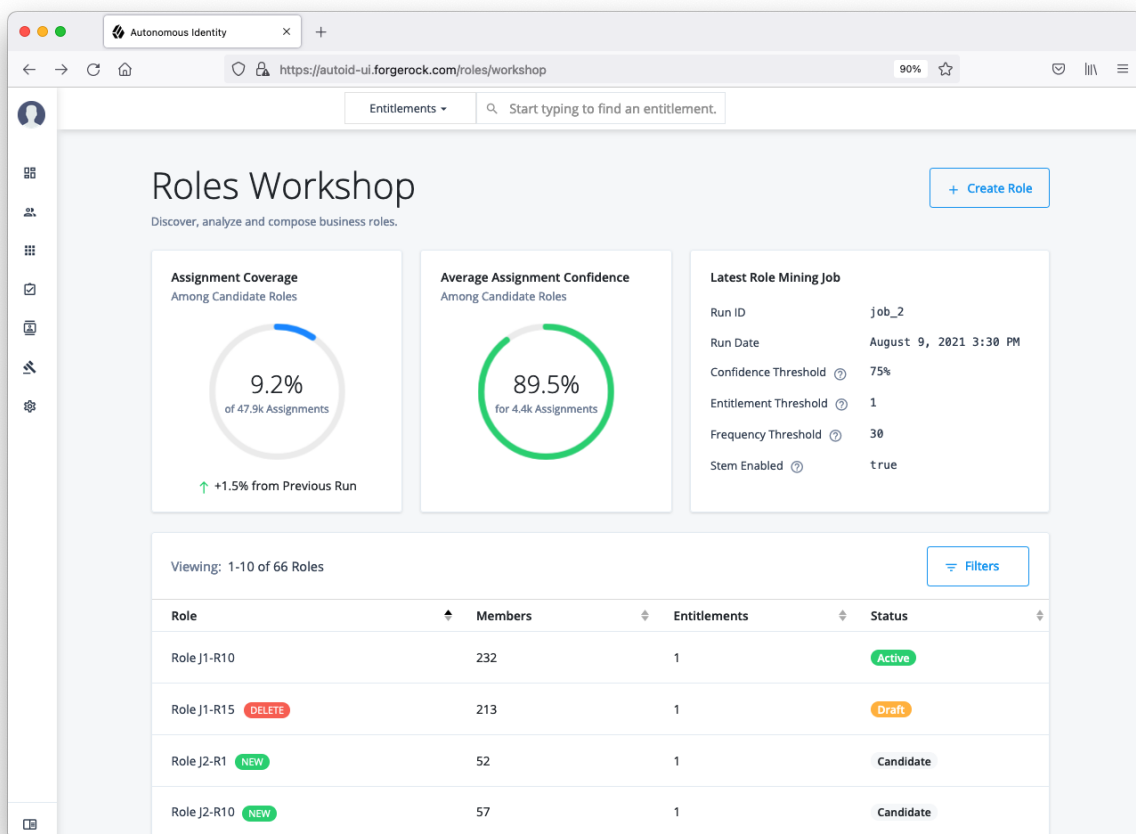 Autonomous Identity
https://autoid-ui.forgerock.com/roles/workshop
90%
Entitlements
Start typing to find an entitlement.
Roles Workshop
Discover, analyze and compose business roles.
+ Create Role
Assignment Coverage
Among Candidate Roles
9.2%
of 47.9k Assignments
+1.5% from Previous Run
Average Assignment Confidence
Among Candidate Roles
89.5%
for 4.4k Assignments
Latest Role Mining Job
Run ID job_2
Run Date August 9, 2021 3:30 PM
Confidence Threshold ? 75%
Entitlement Threshold ? 1
Frequency Threshold ? 30
Stem Enabled ? true
Viewing: 1-10 of 66 Roles
Filters
Role Members Entitlements Status
Role J1-R10 232 1 Active
Role J1-R15 DELETE 213 1 Draft
Role J2-R1 NEW 52 1 Candidate
Role J2-R10 NEW 57 1 Candidate